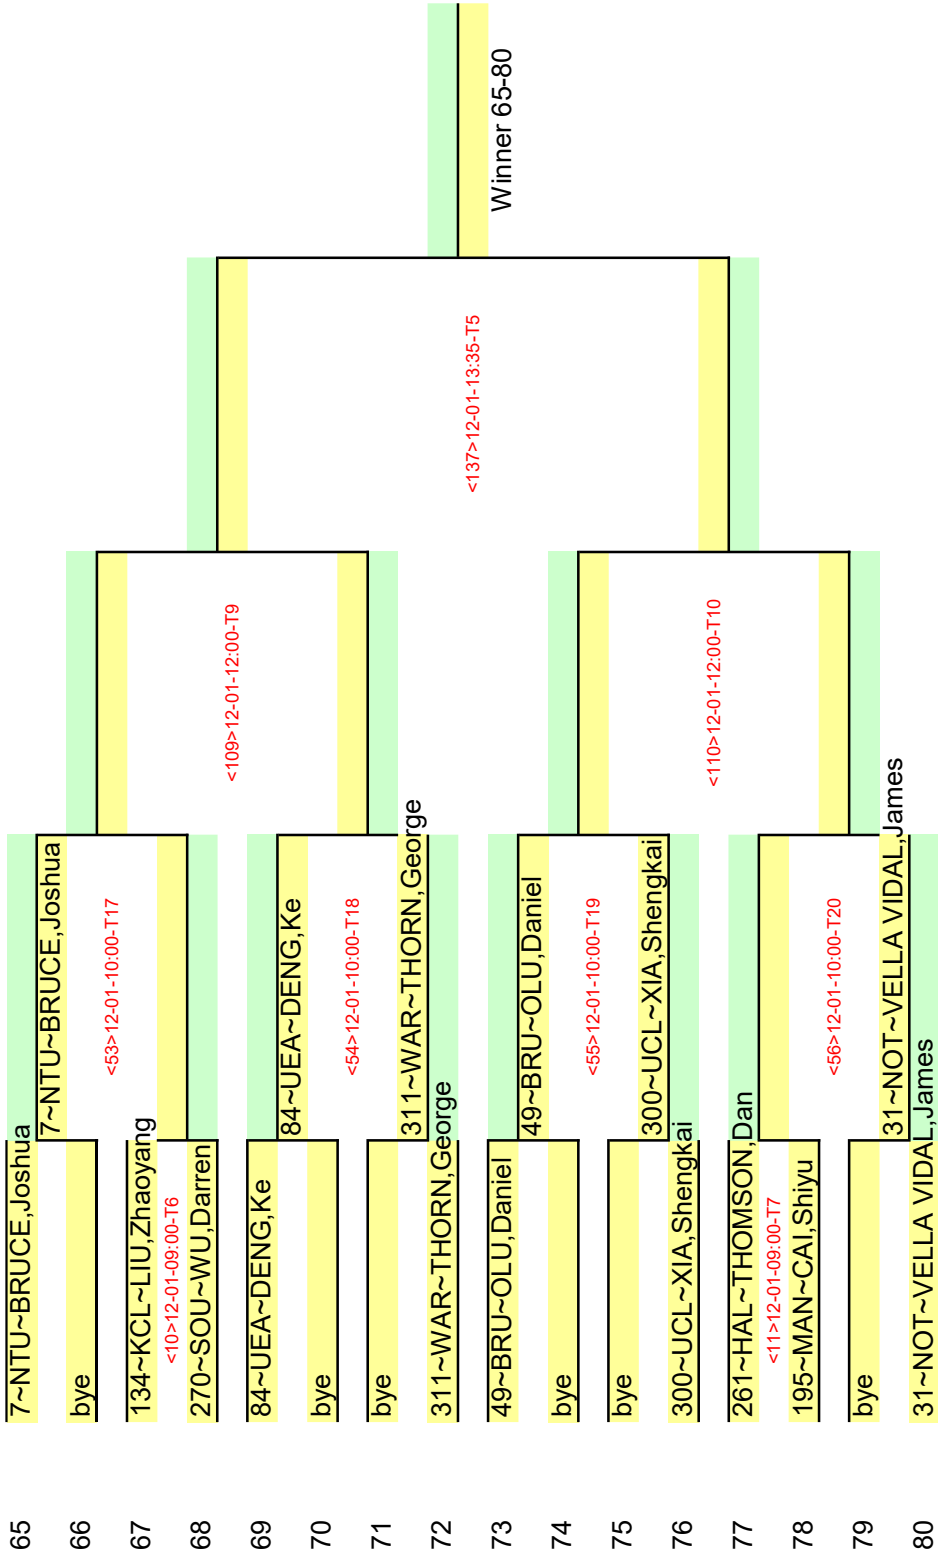 65
7~NTU~BRUCE,Joshua
7~NTU~BRUCE,Joshua
66
bye
<53>12-01-10:00-T17
67
134~KCL~LIU,Zhaoyang
<10>12-01-09:00-T6
68
270~SOU~WU,Darren
<109>12-01-12:00-T9
69
84~UEA~DENG,Ke
84~UEA~DENG,Ke
70
bye
<54>12-01-10:00-T18
71
bye
311~WAR~THORN,George
72
311~WAR~THORN,George
<137>12-01-13:35-T5
Winner 65-80
73
49~BRU~OLU,Daniel
49~BRU~OLU,Daniel
74
bye
<55>12-01-10:00-T19
75
bye
300~UCL~XIA,Shengkai
76
300~UCL~XIA,Shengkai
<110>12-01-12:00-T10
77
261~HAL~THOMSON,Dan
<11>12-01-09:00-T7
78
195~MAN~CAI,Shiyu
<56>12-01-10:00-T20
79
bye
31~NOT~VELLA VIDAL,James
80
31~NOT~VELLA VIDAL,James